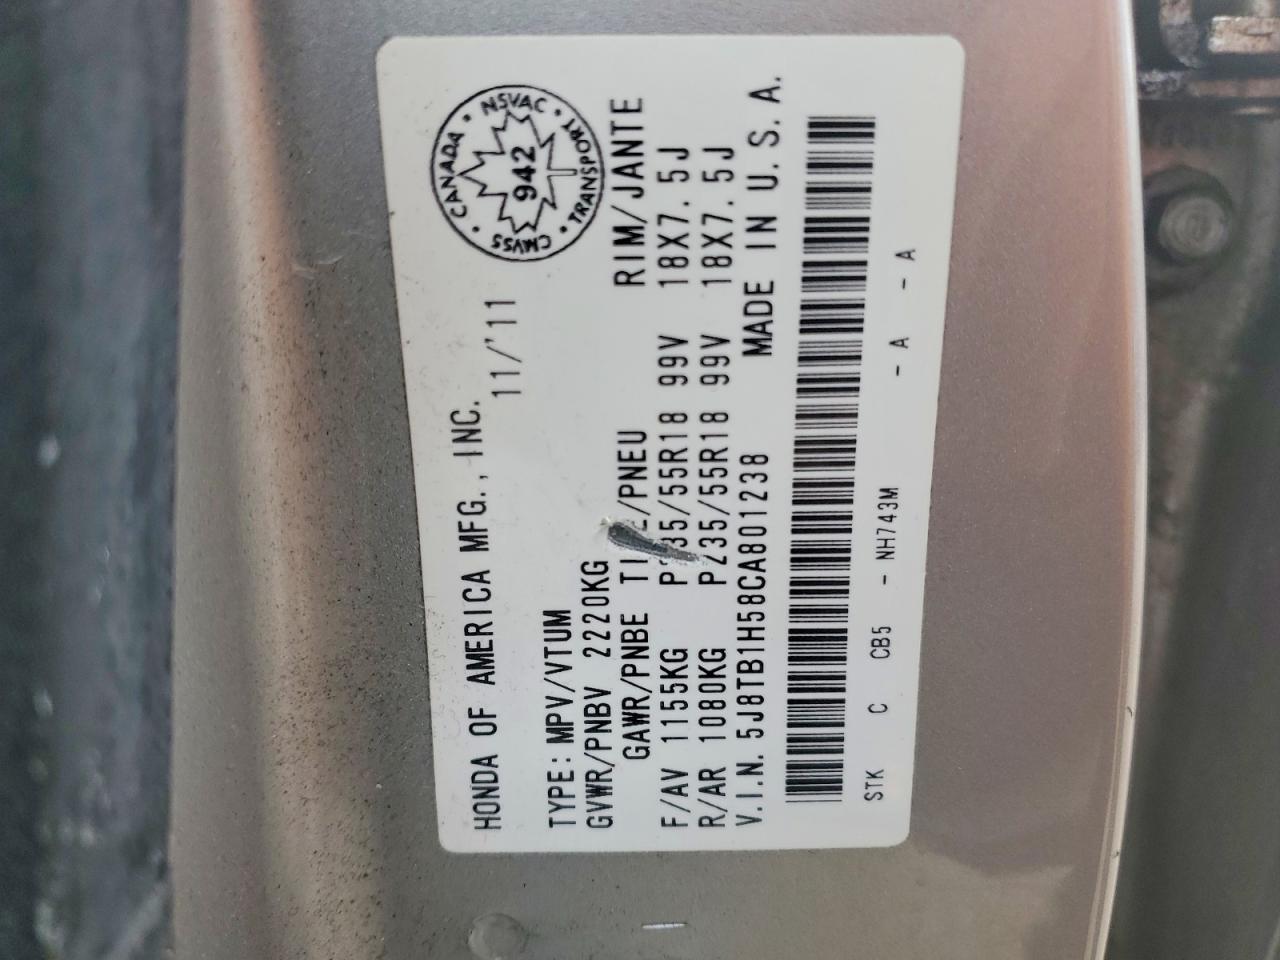 HONDA OF AMERICA MFG., INC.
11/'11
CANADA • NSVAC • TRANSPORT • CMVSS •
942
TYPE: MPV/VTUM
GVWR/PNBV 2220KG
GAWR/PNBE /PNEU RIM/JANTE
F/AV 1155KG P235/55R18 99V 18X7.5J
R/AR 1080KG P235/55R18 99V 18X7.5J
V.I.N. 5J8TB1H58CA801238 MADE IN U.S.A.
STK C CB5 - NH743M - A - A